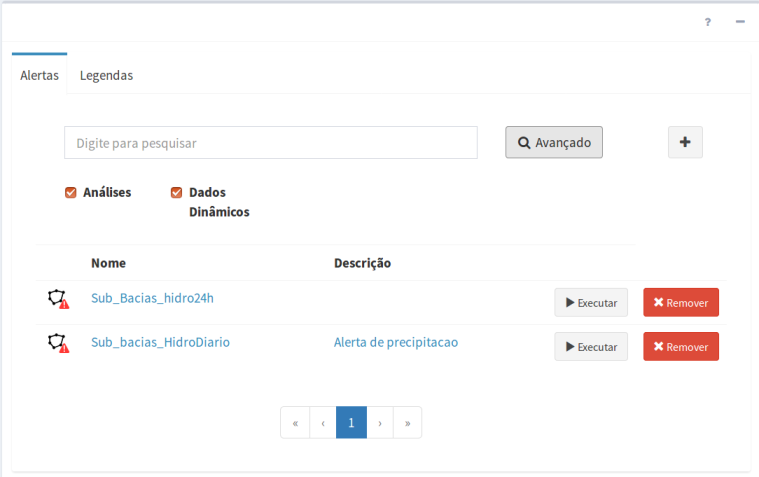 ? −
Alertas Legendas
Digite para pesquisar Avançado +
Análises Dados
Dinâmicos
Nome Descrição
Sub_Bacias_hidro24h Executar Remover
Sub_bacias_HidroDiario Alerta de precipitacao Executar Remover
« ‹ 1 › »